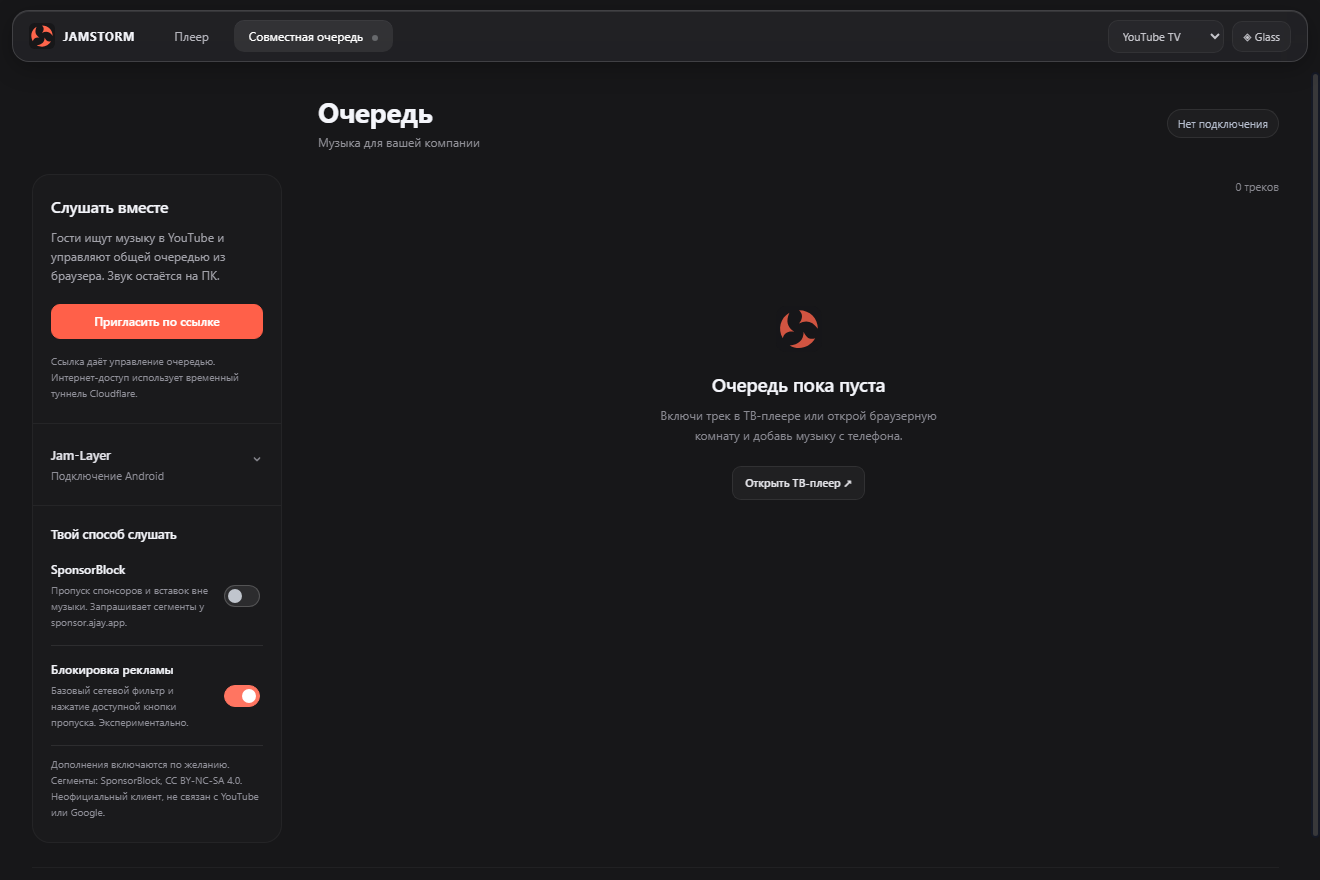 JAMSTORM
Плеер
Совместная очередь
YouTube TV
◈ Glass
Очередь
Музыка для вашей компании
Нет подключения
0 треков
Слушать вместе
Гости ищут музыку в YouTube и
управляют общей очередью из
браузера. Звук остаётся на ПК.
Пригласить по ссылке
Ссылка даёт управление очередью.
Интернет-доступ использует временный
туннель Cloudflare.
Jam-Layer
Подключение Android
Твой способ слушать
SponsorBlock
Пропуск спонсоров и вставок вне
музыки. Запрашивает сегменты у
sponsor.ajay.app.
Блокировка рекламы
Базовый сетевой фильтр и
нажатие доступной кнопки
пропуска. Экспериментально.
Дополнения включаются по желанию.
Сегменты: SponsorBlock, CC BY-NC-SA 4.0.
Неофициальный клиент, не связан с YouTube
или Google.
Очередь пока пуста
Включи трек в ТВ-плеере или открой браузерную
комнату и добавь музыку с телефона.
Открыть ТВ-плеер ↗